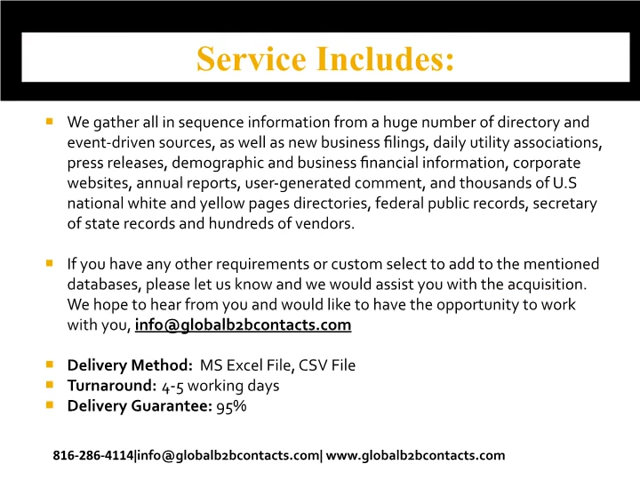 Service Includes:
We gather all in sequence information from a huge number of directory and
event-driven sources, as well as new business filings, daily utility associations,
press releases, demographic and business financial information, corporate
websites, annual reports, user-generated comment, and thousands of U.S
national white and yellow pages directories, federal public records, secretary
of state records and hundreds of vendors.
If you have any other requirements or custom select to add to the mentioned
databases, please let us know and we would assist you with the acquisition.
We hope to hear from you and would like to have the opportunity to work
with you, info@globalb2bcontacts.com
Delivery Method: MS Excel File, CSV File
Turnaround: 4-5 working days
Delivery Guarantee: 95%
816-286-4114|info@globalb2bcontacts.com| www.globalb2bcontacts.com